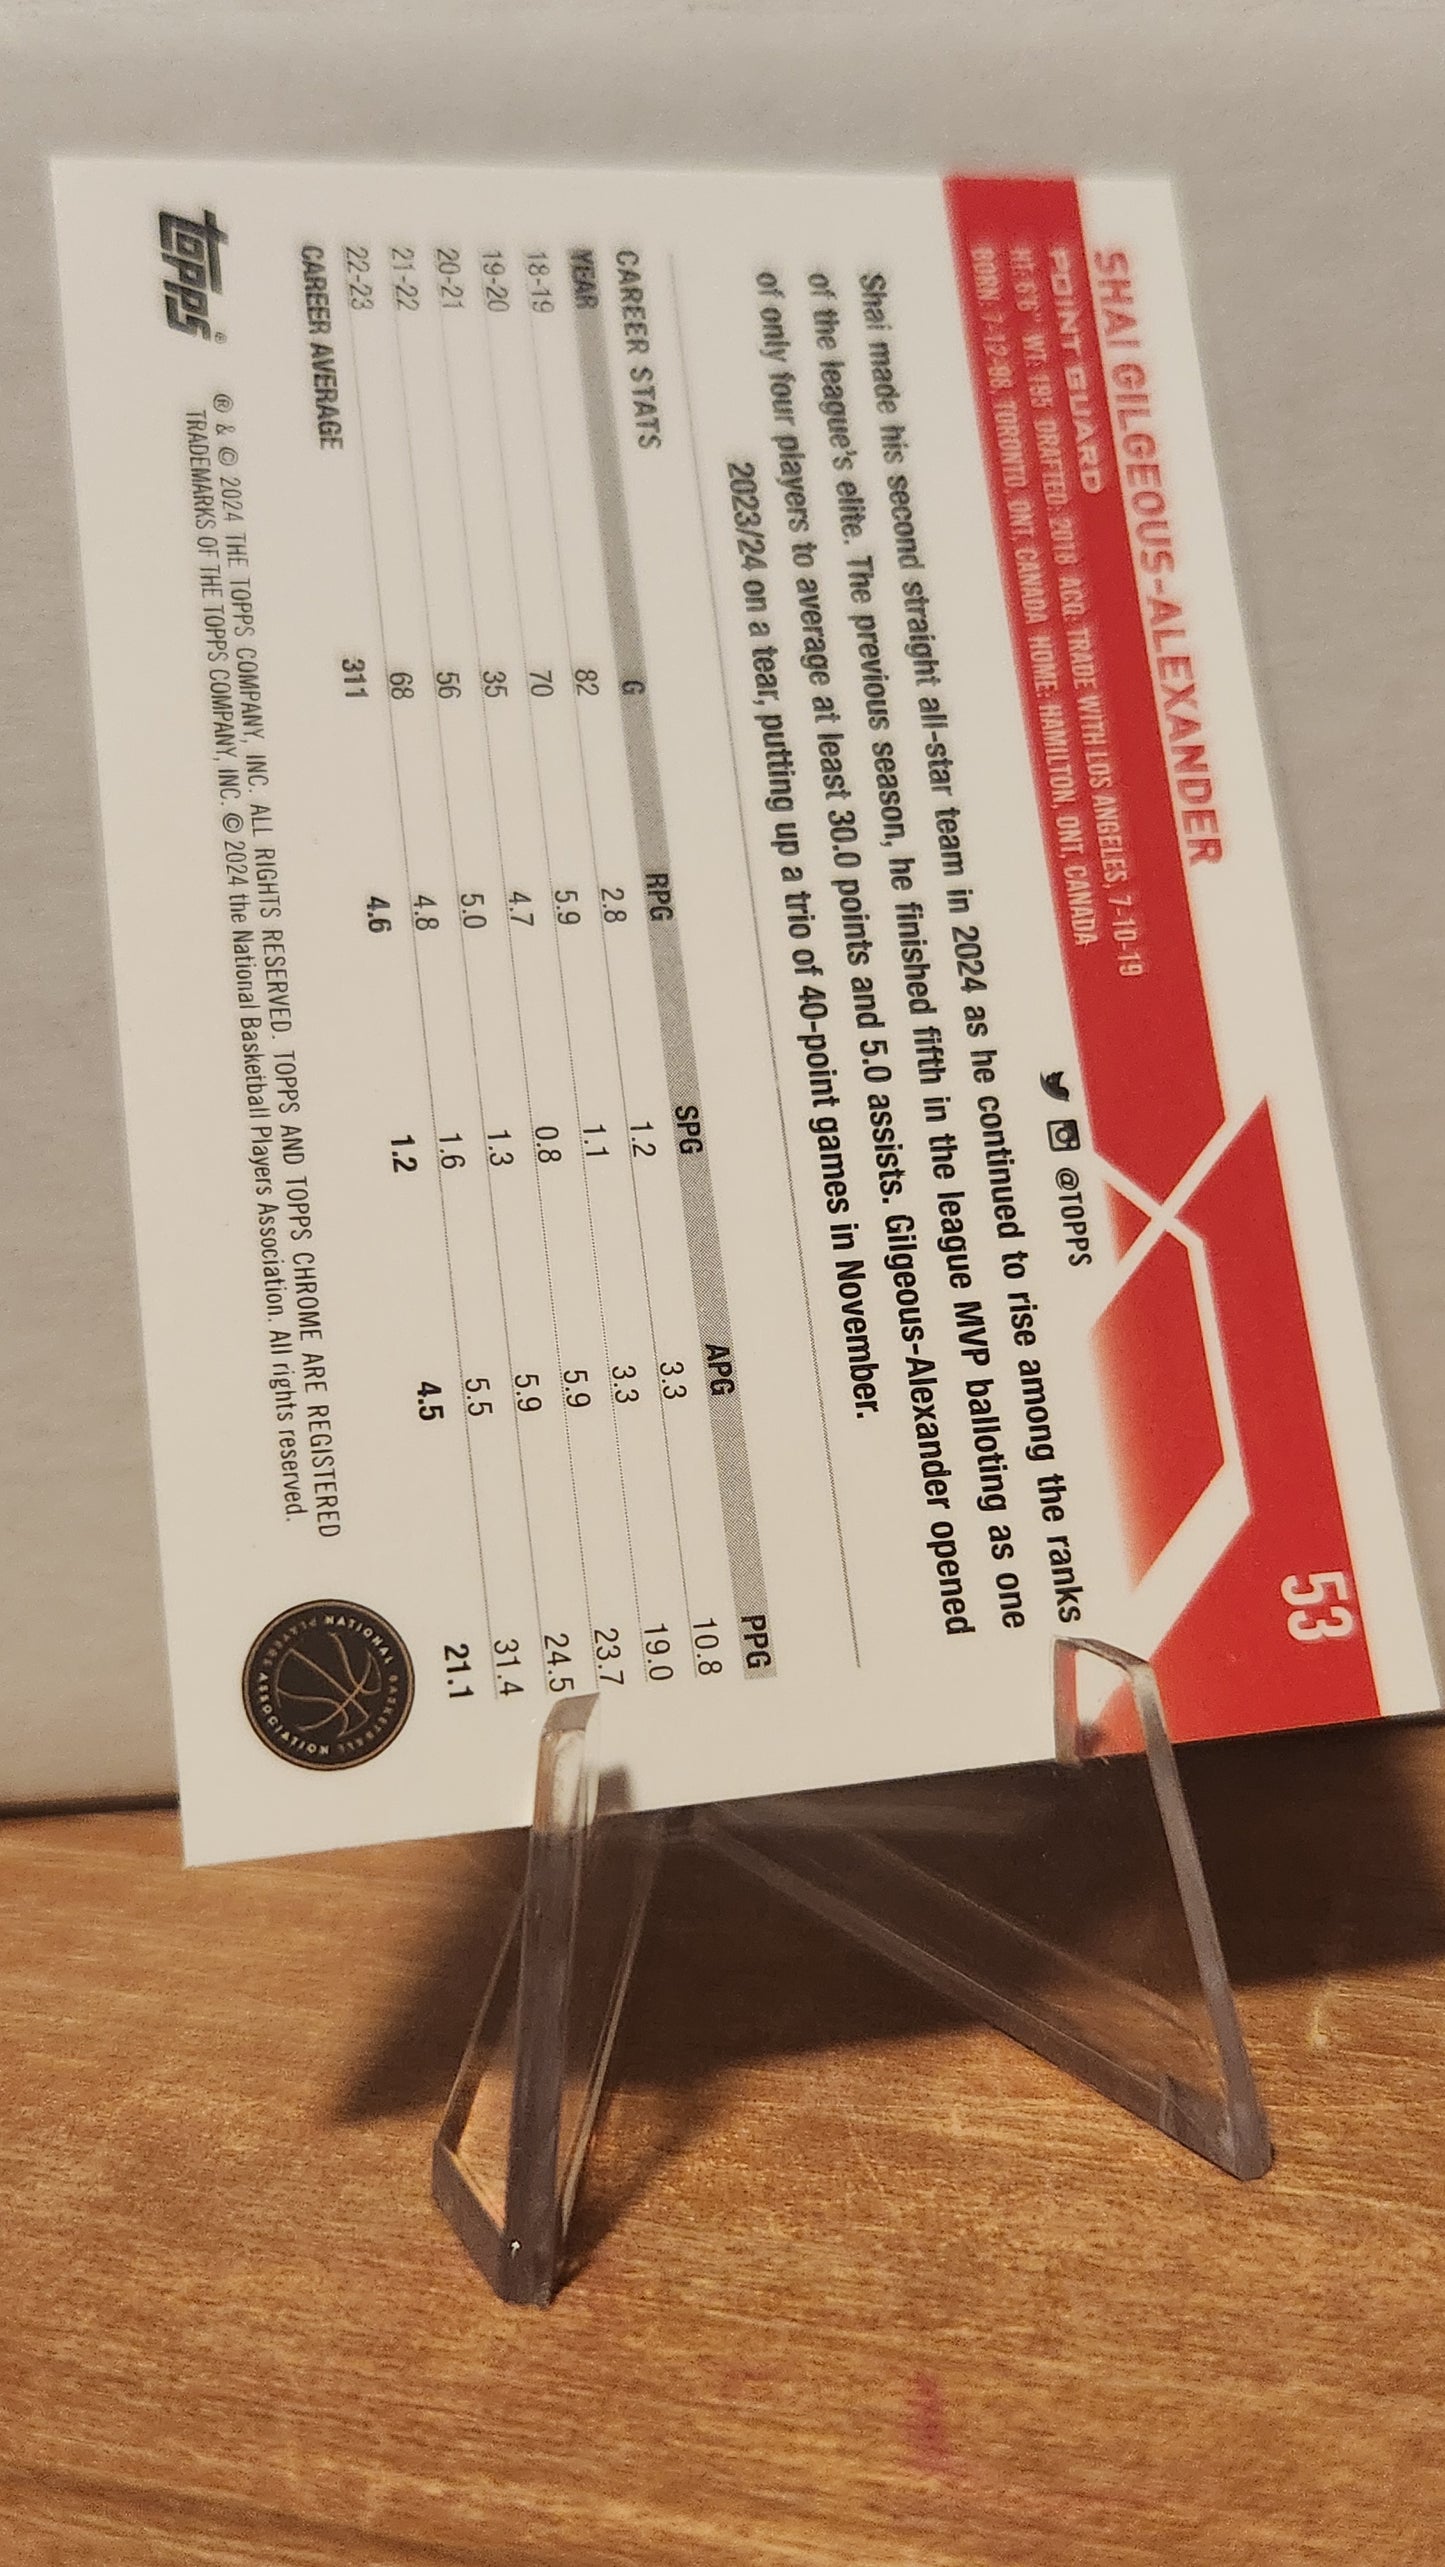 SHAI GILGEOUS-ALEXANDER
53
POINT GUARD
HT: 6'6" WT: 195 DRAFTED: 2018 ACQ: TRADE WITH LOS ANGELES, 7-10-19
BORN: 7-12-98, TORONTO, ONT, CANADA HOME: HAMILTON, ONT, CANADA
@TOPPS
Shai made his second straight all-star team in 2024 as he continued to rise among the ranks
of the league's elite. The previous season, he finished fifth in the league MVP balloting as one
of only four players to average at least 30.0 points and 5.0 assists. Gilgeous-Alexander opened
2023/24 on a tear, putting up a trio of 40-point games in November.
CAREER STATS
YEAR G RPG SPG APG PPG
18-19 82 2.8 1.2 3.3 10.8
19-20 70 5.9 1.1 3.3 19.0
20-21 35 4.7 0.8 5.9 23.7
21-22 56 5.0 1.3 5.9 24.5
22-23 68 4.8 1.6 5.5 31.4
CAREER AVERAGE 311 4.6 1.2 4.5 21.1
topps®
® & © 2024 THE TOPPS COMPANY, INC. ALL RIGHTS RESERVED. TOPPS AND TOPPS CHROME ARE REGISTERED
TRADEMARKS OF THE TOPPS COMPANY, INC. © 2024 the National Basketball Players Association. All rights reserved.
NATIONAL BASKETBALL PLAYERS ASSOCIATION